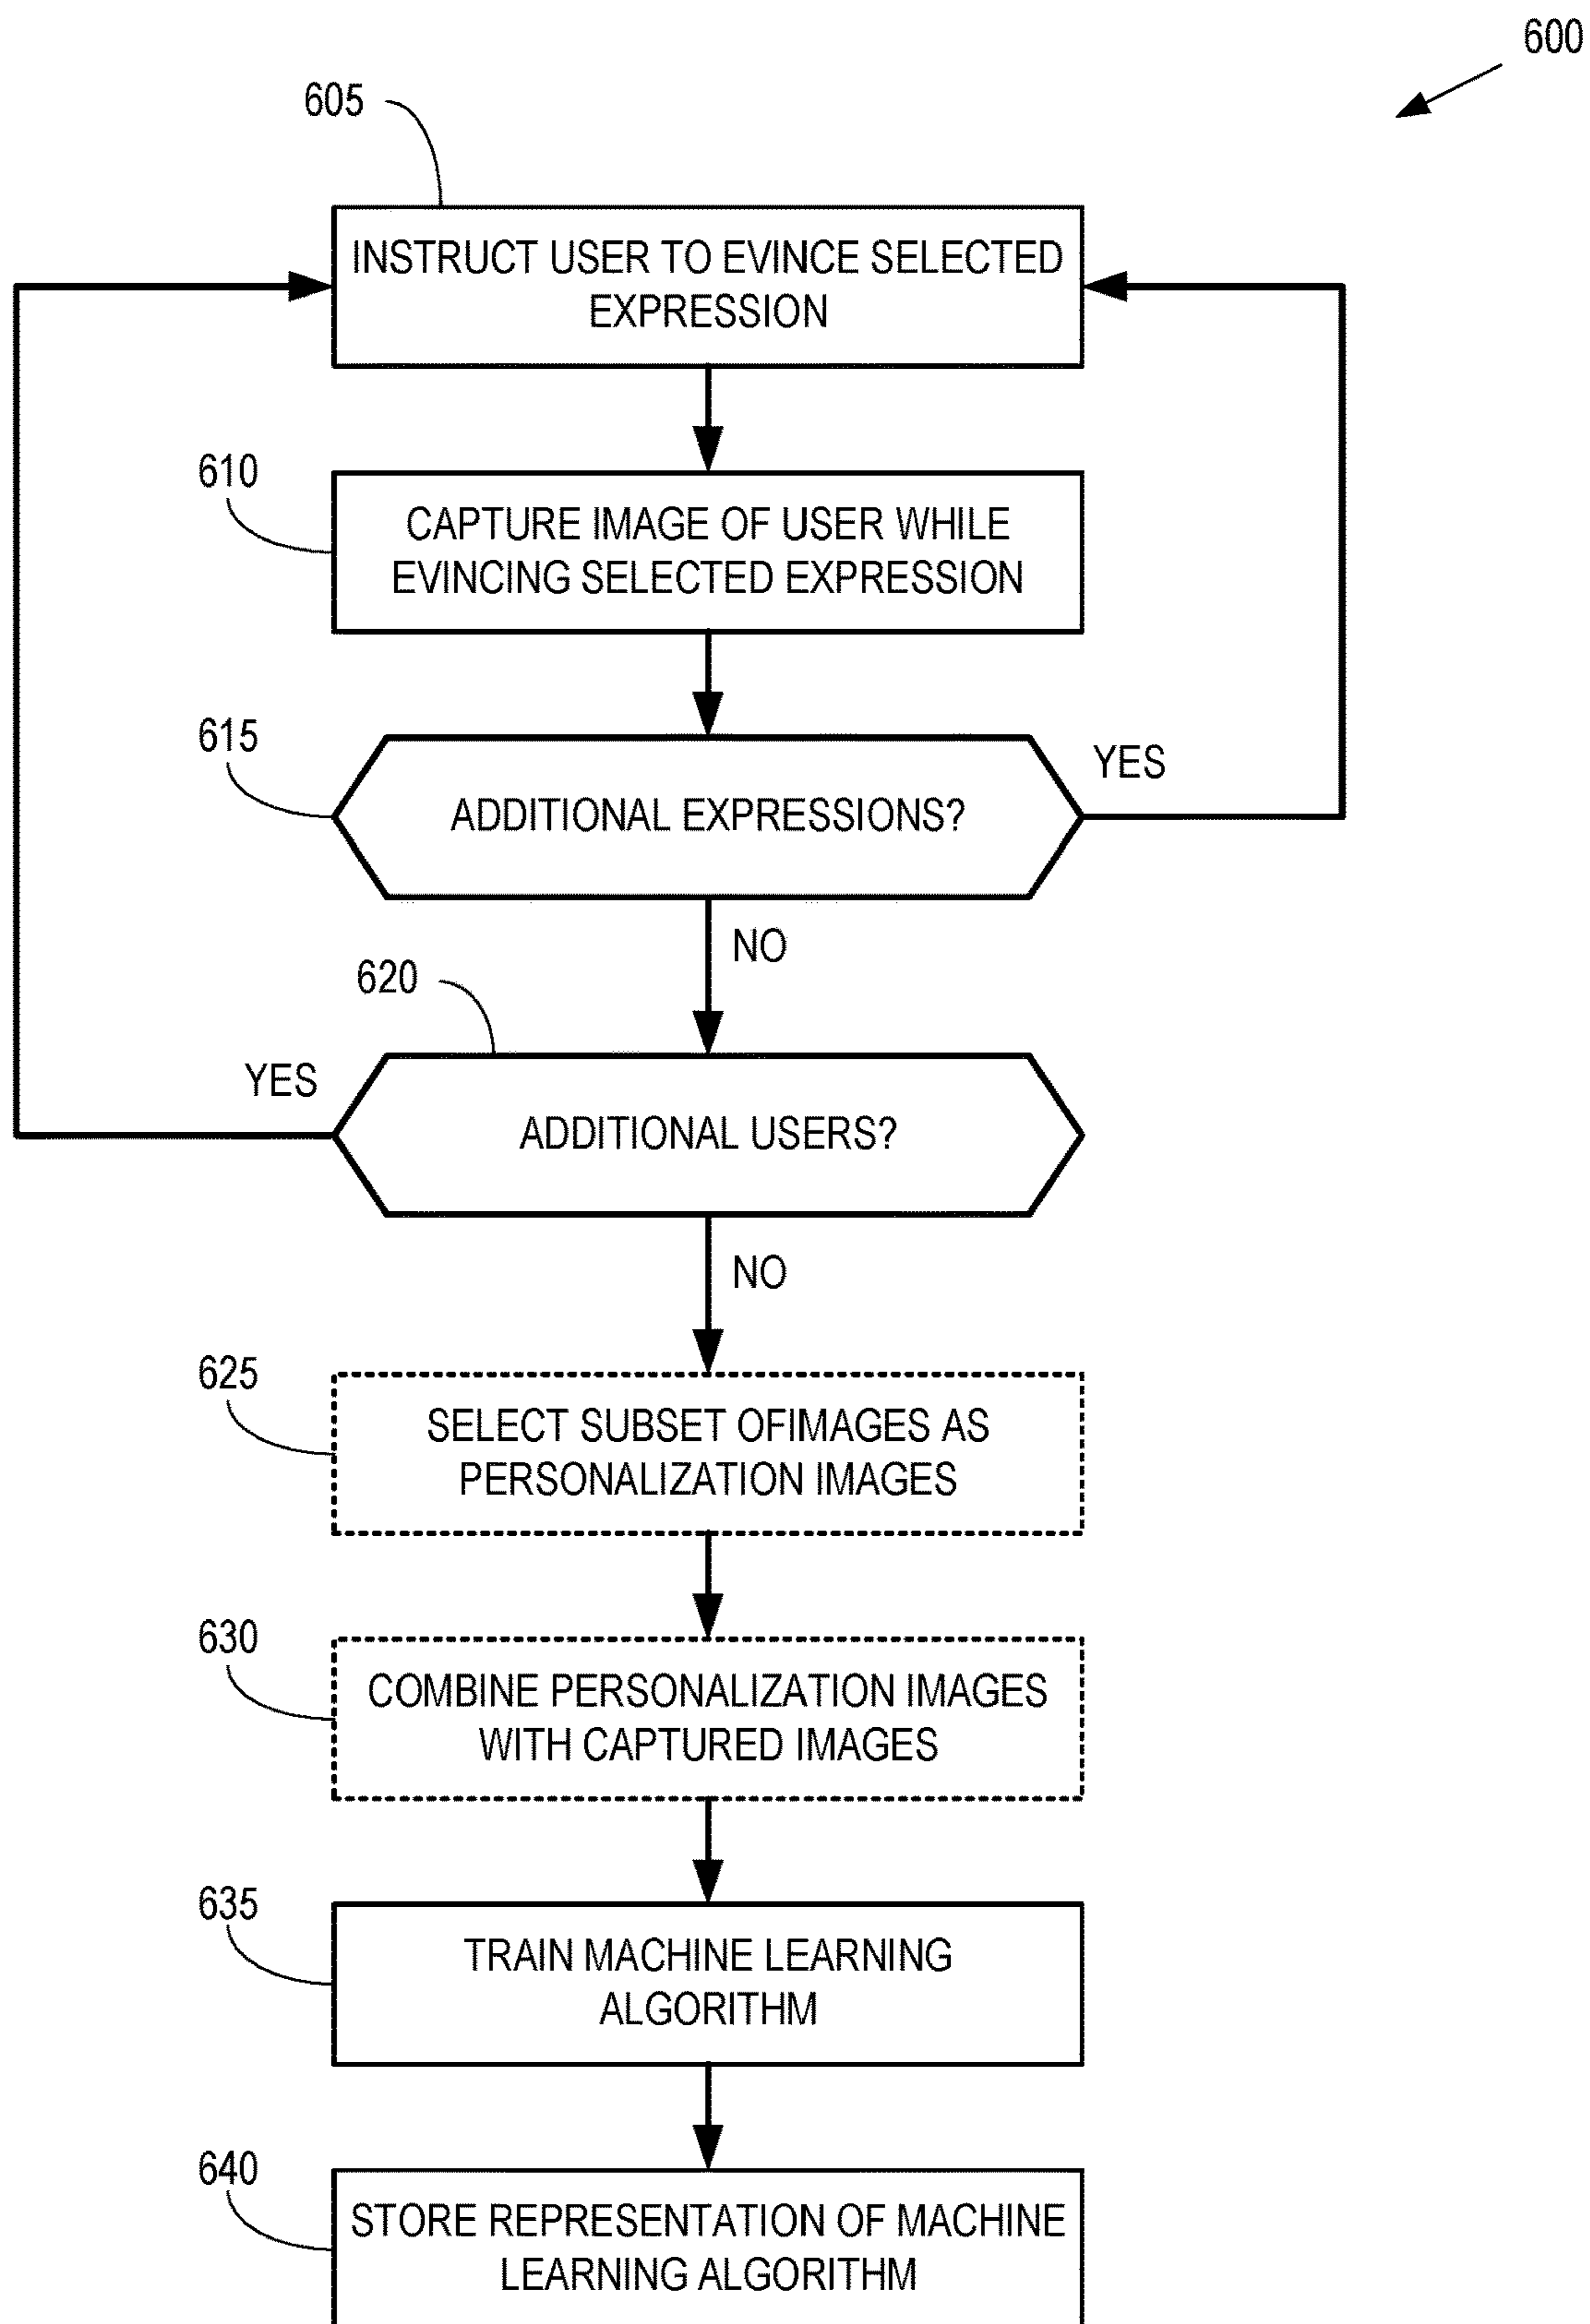 600
605
INSTRUCT USER TO EVINCE SELECTED
EXPRESSION
610
CAPTURE IMAGE OF USER WHILE
EVINCING SELECTED EXPRESSION
615
ADDITIONAL EXPRESSIONS?
YES
NO
620
YES
ADDITIONAL USERS?
NO
625
SELECT SUBSET OFIMAGES AS
PERSONALIZATION IMAGES
630
COMBINE PERSONALIZATION IMAGES
WITH CAPTURED IMAGES
635
TRAIN MACHINE LEARNING
ALGORITHM
640
STORE REPRESENTATION OF MACHINE
LEARNING ALGORITHM